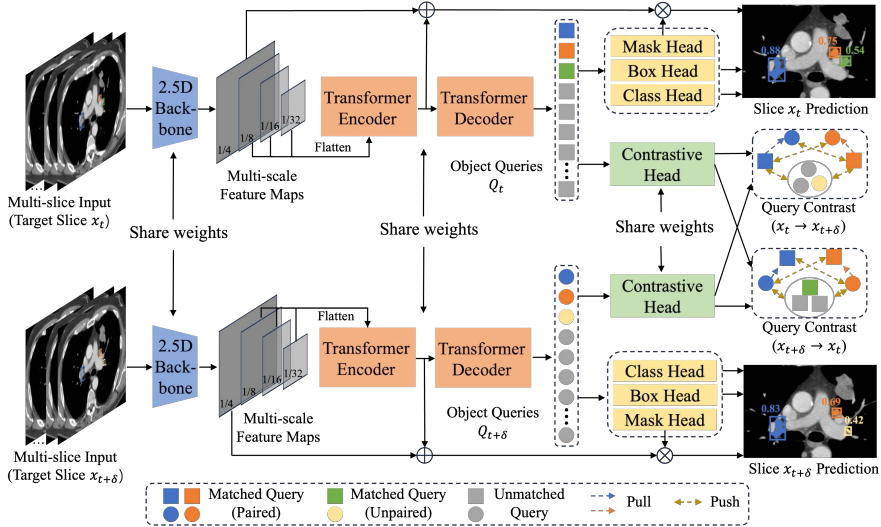 Multi-slice Input
(Target Slice x_t)
2.5D
Back-
bone
1/4
1/8
1/16
1/32
Multi-scale
Feature Maps
Flatten
Transformer
Encoder
Transformer
Decoder
Object Queries
Q_t
Mask Head
Box Head
Class Head
0.88
0.75
0.54
Slice x_t Prediction
Contrastive
Head
Query Contrast
(x_t → x_{t+δ})
Share weights
Share weights
Share weights
Contrastive
Head
Query Contrast
(x_{t+δ} → x_t)
2.5D
Back-
bone
1/4
1/8
1/16
1/32
Flatten
Multi-scale
Feature Maps
Transformer
Encoder
Transformer
Decoder
Object Queries
Q_{t+δ}
Class Head
Box Head
Mask Head
0.83
0.69
0.42
Slice x_{t+δ} Prediction
Multi-slice Input
(Target Slice x_{t+δ})
Matched Query
(Paired)
Matched Query
(Unpaired)
Unmatched
Query
Pull
Push